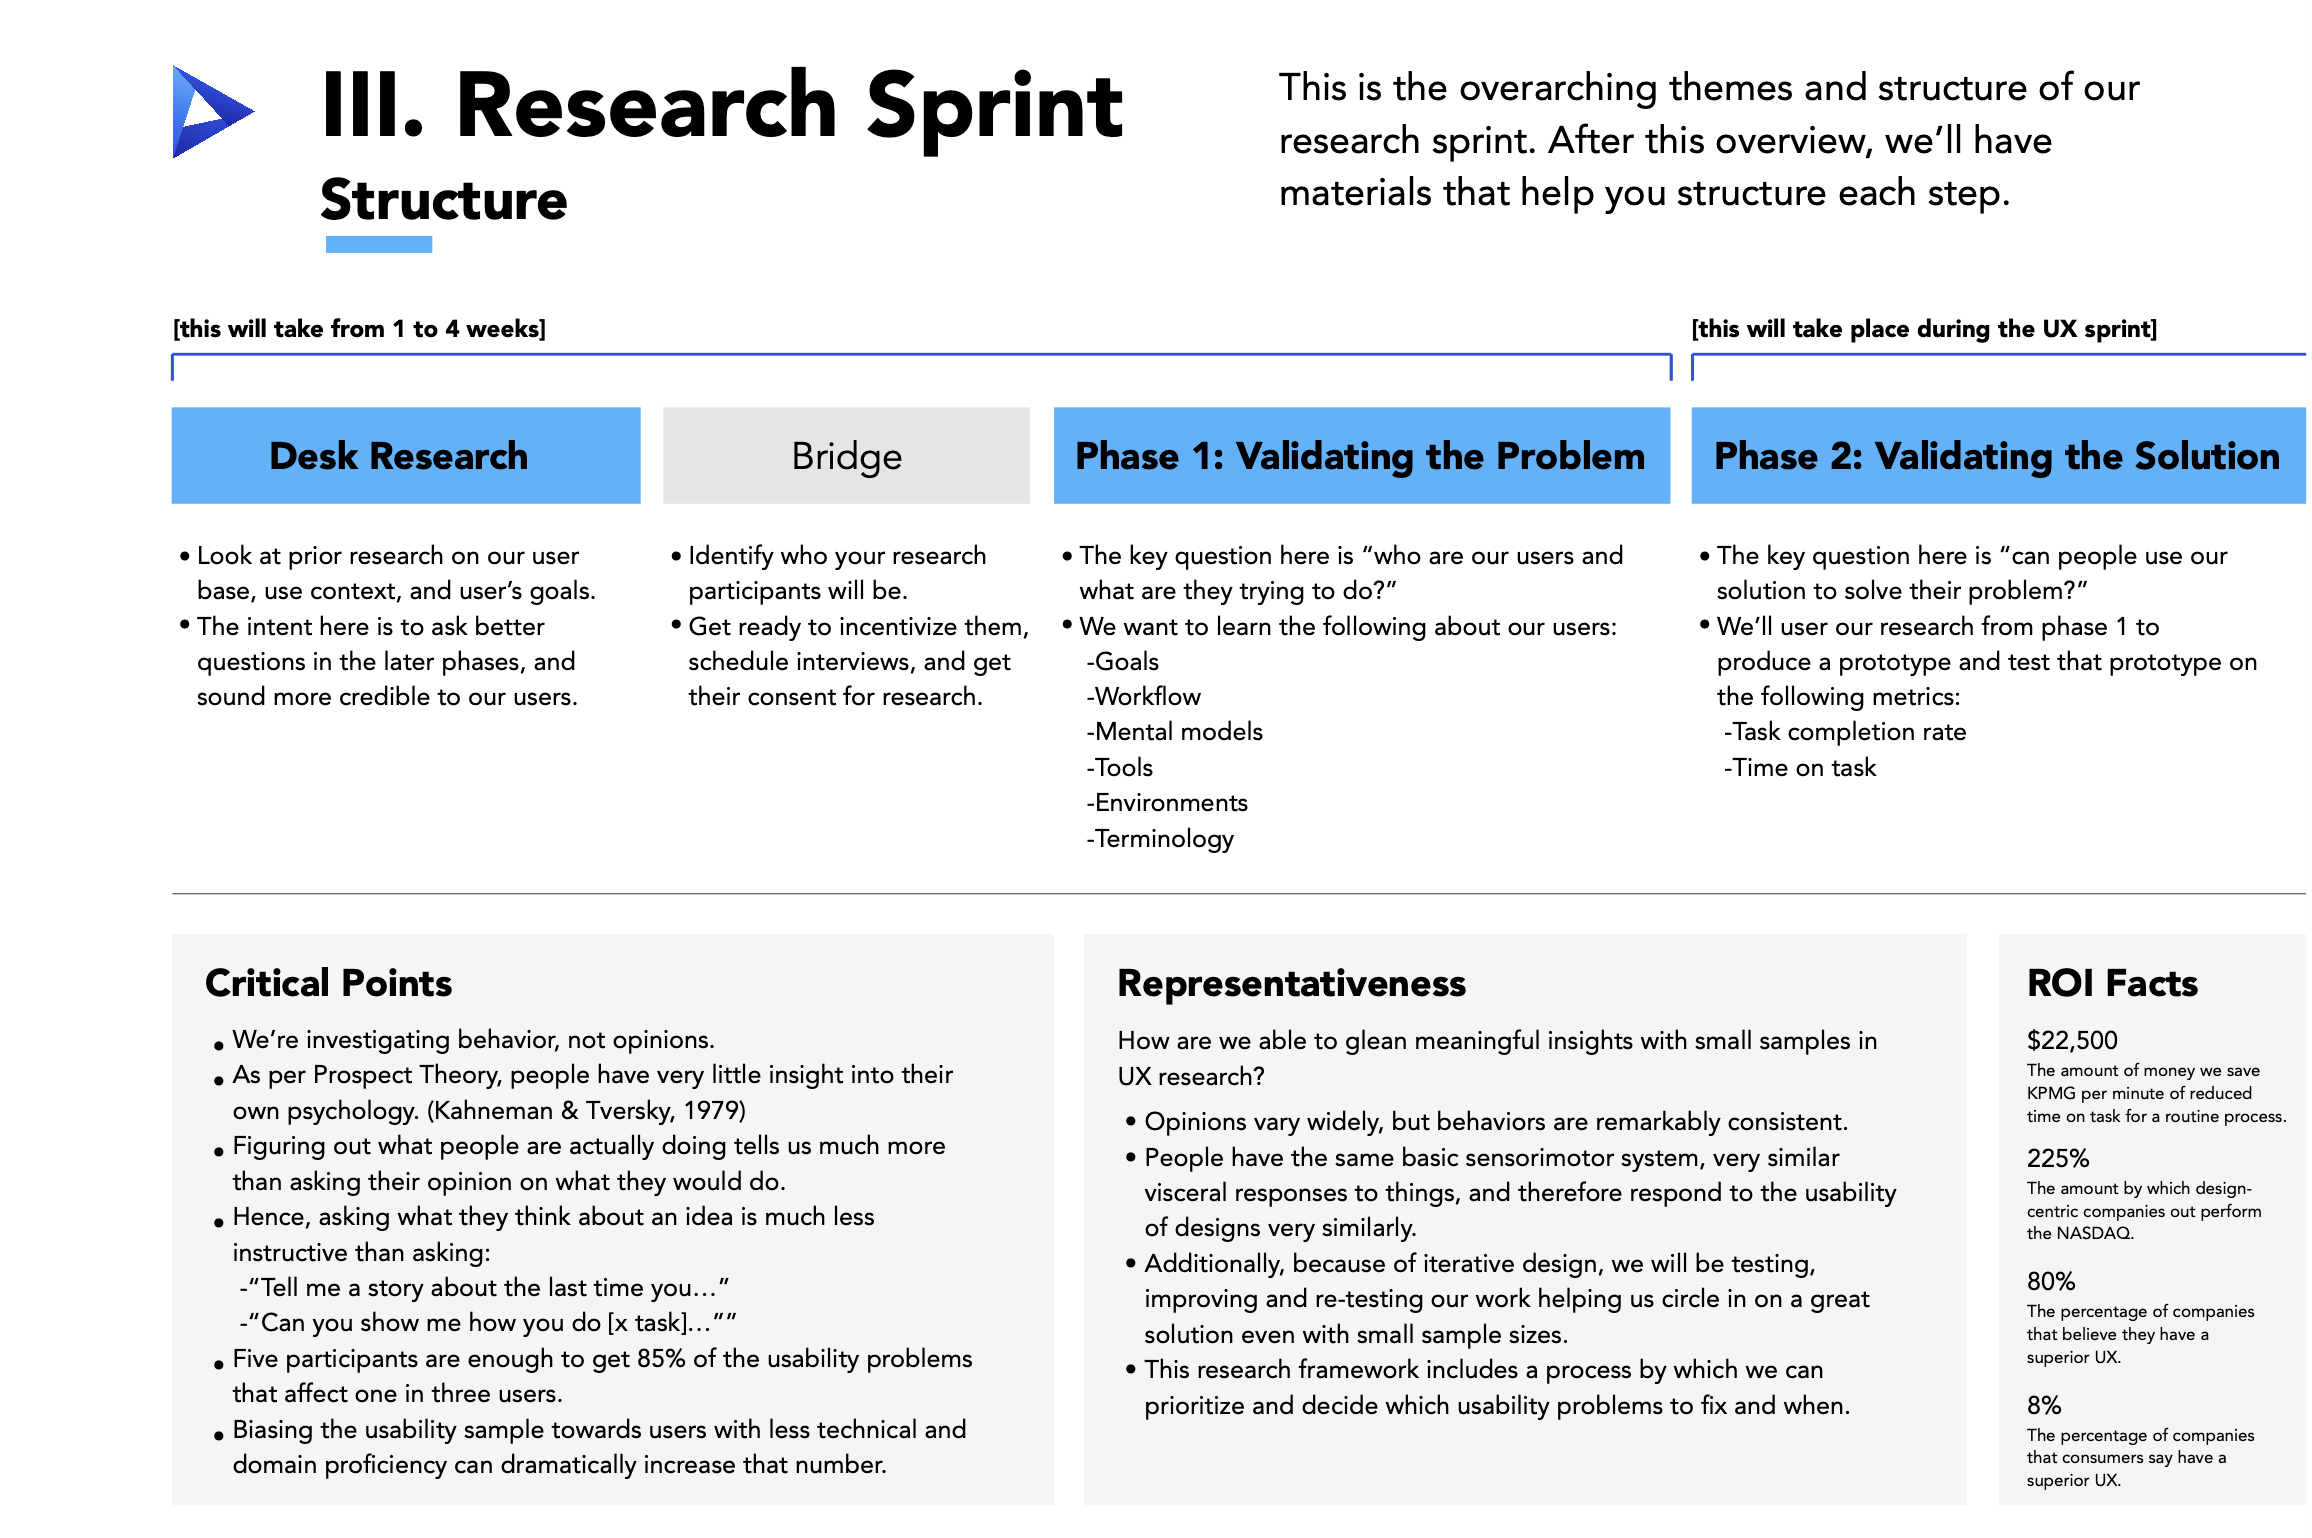 III. Research Sprint
Structure
This is the overarching themes and structure of our
research sprint. After this overview, we’ll have
materials that help you structure each step.
[this will take from 1 to 4 weeks]
[this will take place during the UX sprint]
Desk Research
• Look at prior research on our user
base, use context, and user’s goals.
• The intent here is to ask better
questions in the later phases, and
sound more credible to our users.
Bridge
• Identify who your research
participants will be.
• Get ready to incentivize them,
schedule interviews, and get
their consent for research.
Phase 1: Validating the Problem
• The key question here is “who are our users and
what are they trying to do?”
• We want to learn the following about our users:
-Goals
-Workflow
-Mental models
-Tools
-Environments
-Terminology
Phase 2: Validating the Solution
• The key question here is “can people use our
solution to solve their problem?”
• We’ll user our research from phase 1 to
produce a prototype and test that prototype on
the following metrics:
-Task completion rate
-Time on task
Critical Points
• We’re investigating behavior, not opinions.
• As per Prospect Theory, people have very little insight into their
own psychology. (Kahneman & Tversky, 1979)
• Figuring out what people are actually doing tells us much more
than asking their opinion on what they would do.
• Hence, asking what they think about an idea is much less
instructive than asking:
-“Tell me a story about the last time you…”
-“Can you show me how you do [x task]…””
• Five participants are enough to get 85% of the usability problems
that affect one in three users.
• Biasing the usability sample towards users with less technical and
domain proficiency can dramatically increase that number.
Representativeness
How are we able to glean meaningful insights with small samples in
UX research?
• Opinions vary widely, but behaviors are remarkably consistent.
• People have the same basic sensorimotor system, very similar
visceral responses to things, and therefore respond to the usability
of designs very similarly.
• Additionally, because of iterative design, we will be testing,
improving and re-testing our work helping us circle in on a great
solution even with small sample sizes.
• This research framework includes a process by which we can
prioritize and decide which usability problems to fix and when.
ROI Facts
$22,500
The amount of money we save
KPMG per minute of reduced
time on task for a routine process.
225%
The amount by which design-
centric companies out perform
the NASDAQ.
80%
The percentage of companies
that believe they have a
superior UX.
8%
The percentage of companies
that consumers say have a
superior UX.